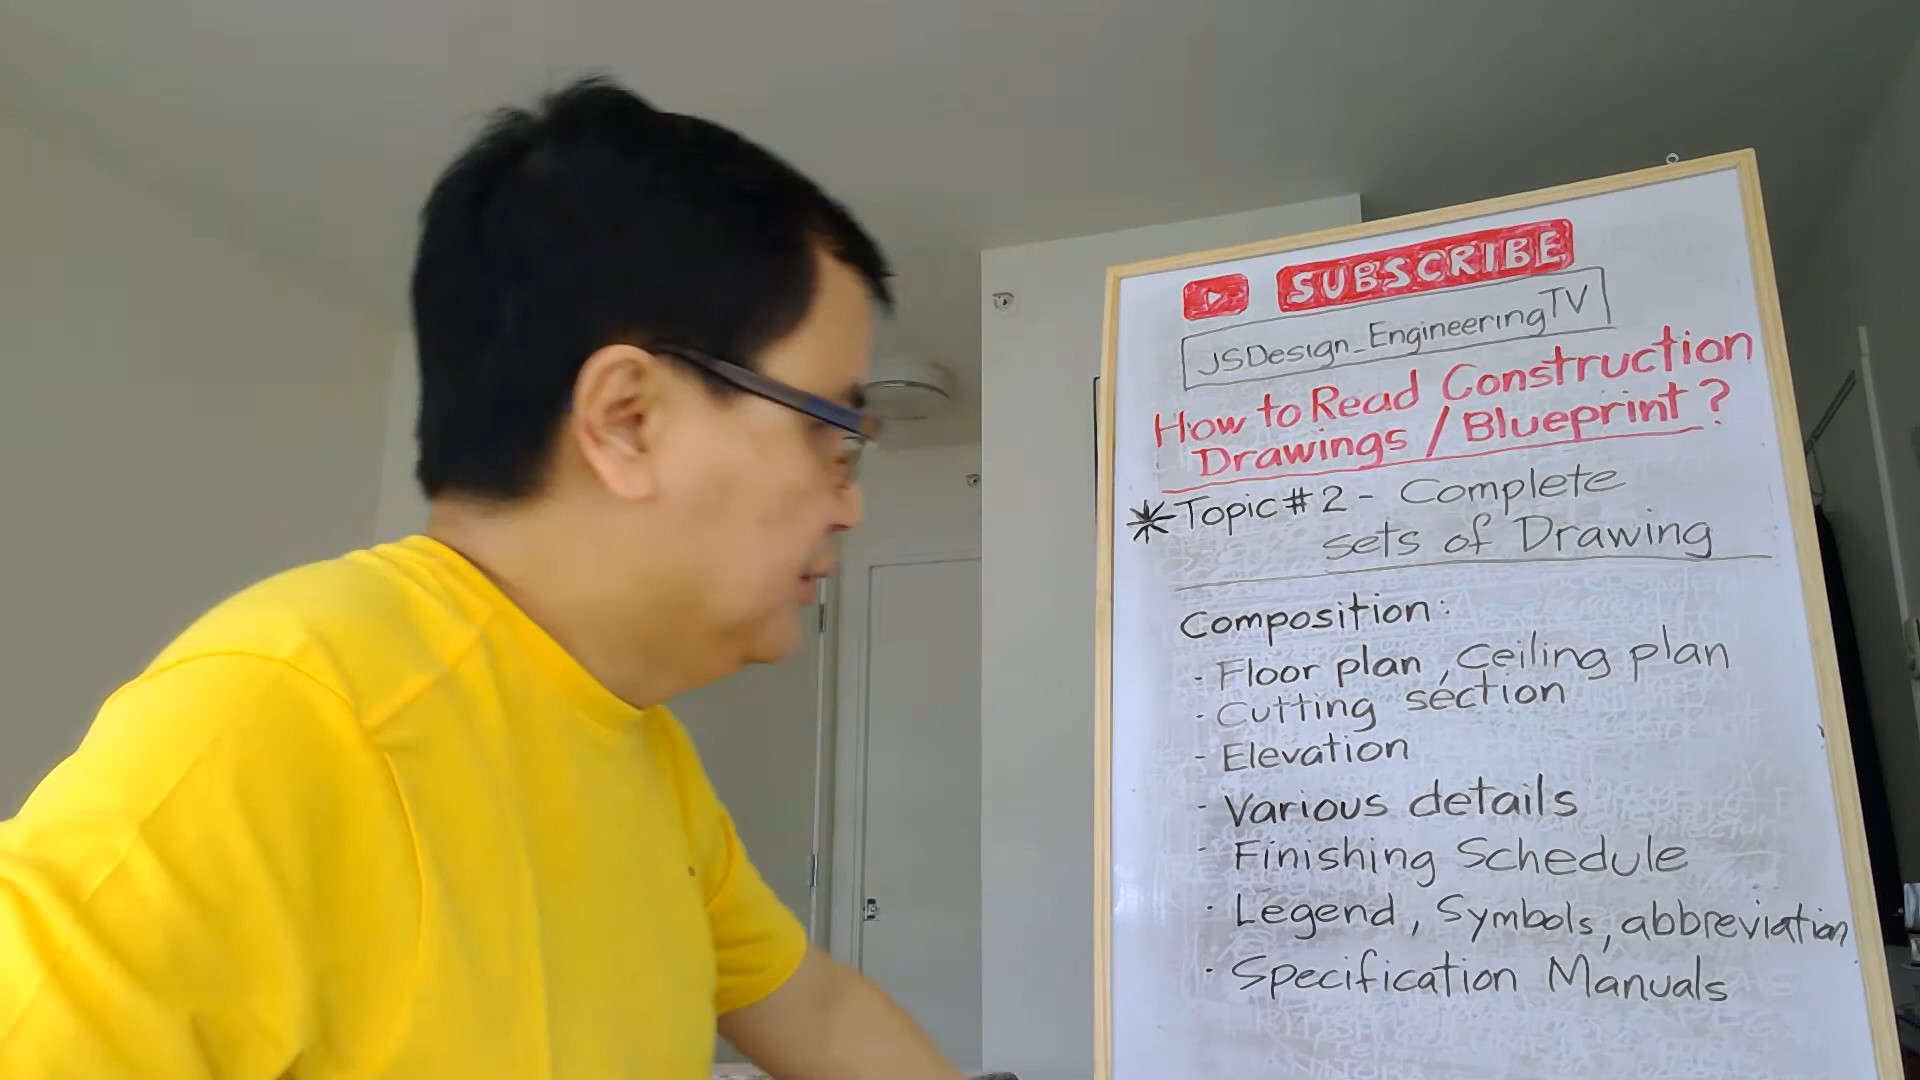 SUBSCRIBE
JSDesign_EngineeringTV
How to Read Construction
Drawings / Blueprint?
Topic # 2 - Complete
sets of Drawing
Composition:
- Floor plan, Ceiling plan
- Cutting section
- Elevation
- Various details
- Finishing Schedule
- Legend, Symbols, abbreviation
- Specification Manuals